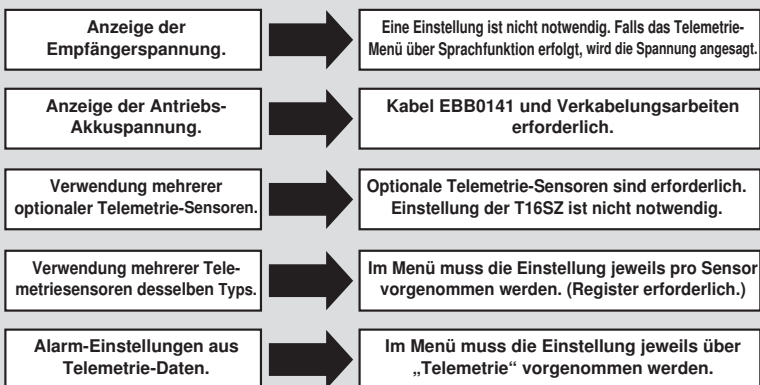 Anzeige der
Empfängerspannung.
Eine Einstellung ist nicht notwendig. Falls das Telemetrie-
Menü über Sprachfunktion erfolgt, wird die Spannung angesagt.
Anzeige der Antriebs-
Akkuspannung.
Kabel EBB0141 und Verkabelungsarbeiten
erforderlich.
Verwendung mehrerer
optionaler Telemetrie-Sensoren.
Optionale Telemetrie-Sensoren sind erforderlich.
Einstellung der T16SZ ist nicht notwendig.
Verwendung mehrerer Tele-
metriesensoren desselben Typs.
Im Menü muss die Einstellung jeweils pro Sensor
vorgenommen werden. (Register erforderlich.)
Alarm-Einstellungen aus
Telemetrie-Daten.
Im Menü muss die Einstellung jeweils über
„Telemetrie“ vorgenommen werden.